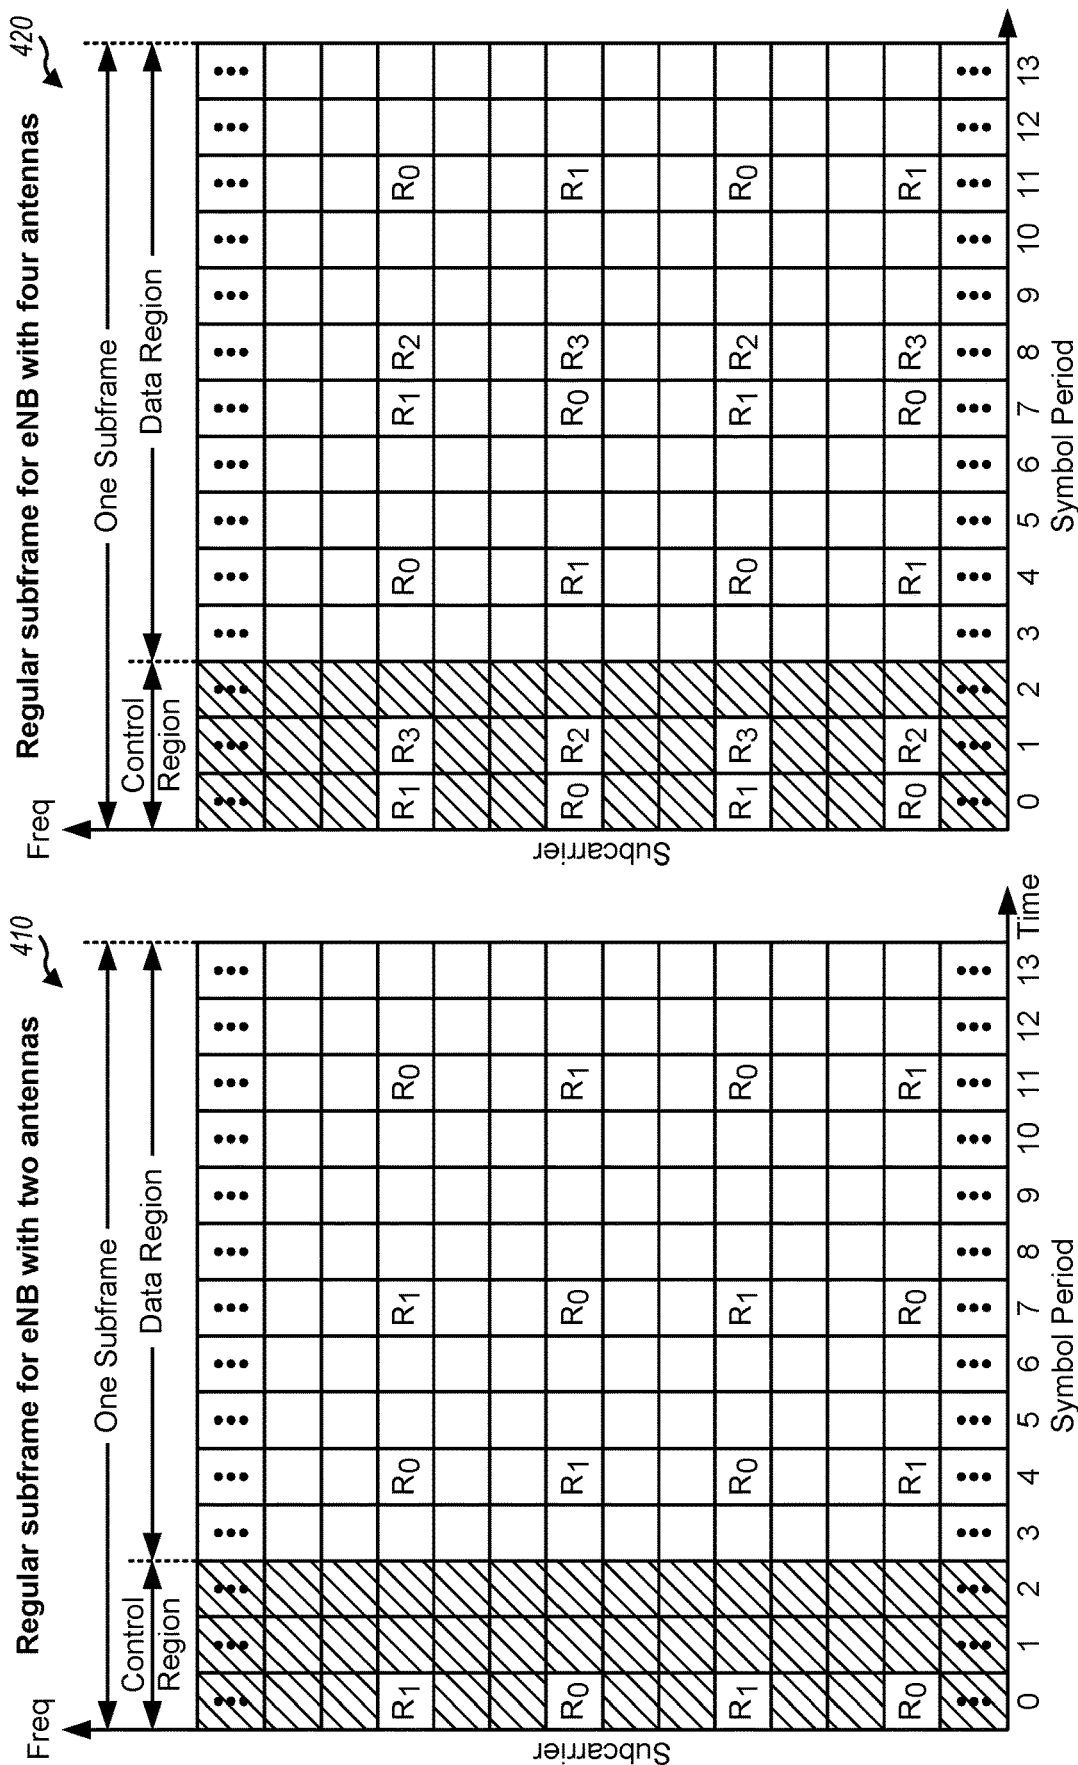 Regular subframe for eNB with two antennas
410
Freq
One Subframe
Control Region
Data Region
Subcarrier
R1 R0 R1 R0
R0 R1 R0 R1
R1 R0 R1 R0
R0 R1 R0 R1
0 1 2 3 4 5 6 7 8 9 10 11 12 13
Time
Symbol Period
Regular subframe for eNB with four antennas
420
Freq
One Subframe
Control Region
Data Region
Subcarrier
R1 R3 R0 R1 R2 R0
R0 R2 R1 R0 R3 R1
R1 R3 R0 R1 R2 R0
R0 R2 R1 R0 R3 R1
0 1 2 3 4 5 6 7 8 9 10 11 12 13
Symbol Period